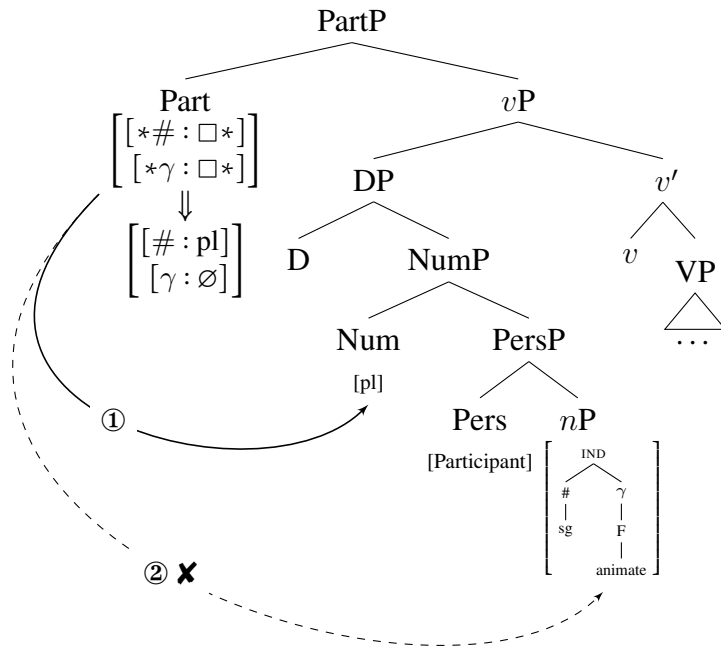 PartP
Part vP
[∗# : □∗]
[∗γ : □∗]
DP v′
⇓
[# : pl]
[γ : ∅]
D NumP v VP
. . .
Num PersP
[pl]
① Pers nP
[Participant] IND
# γ
sg F
animate
② ✘